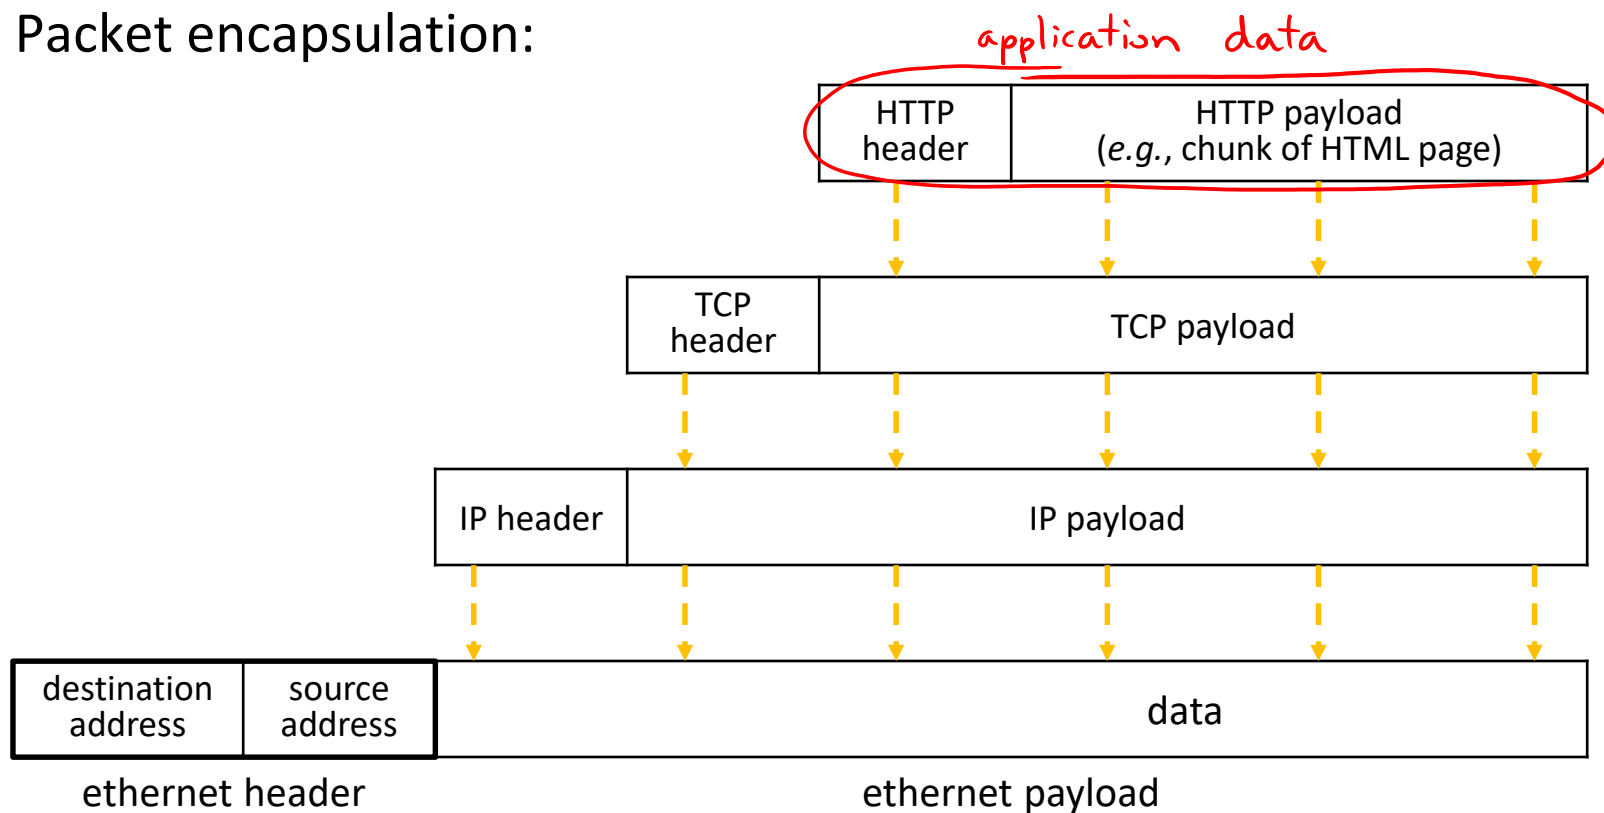 Packet encapsulation:
application data
HTTP
header
HTTP payload
(e.g., chunk of HTML page)
TCP
header
TCP payload
IP header
IP payload
destination
address
source
address
data
ethernet header
ethernet payload